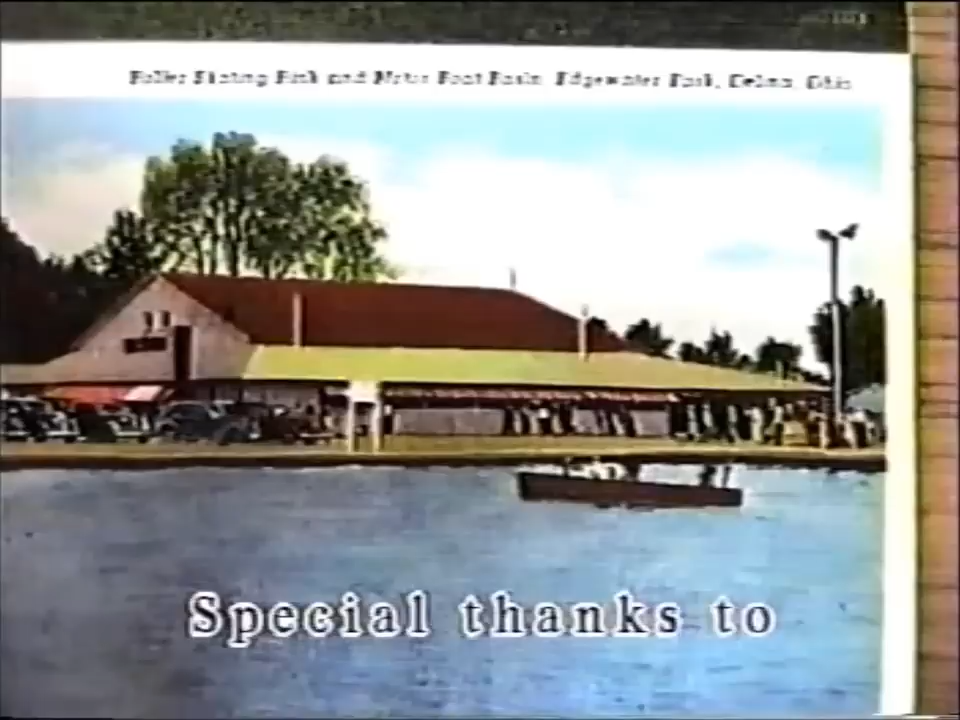 Roller Skating Rink and Motor Boat Basin, Edgewater Park, Celina, Ohio
Special thanks to